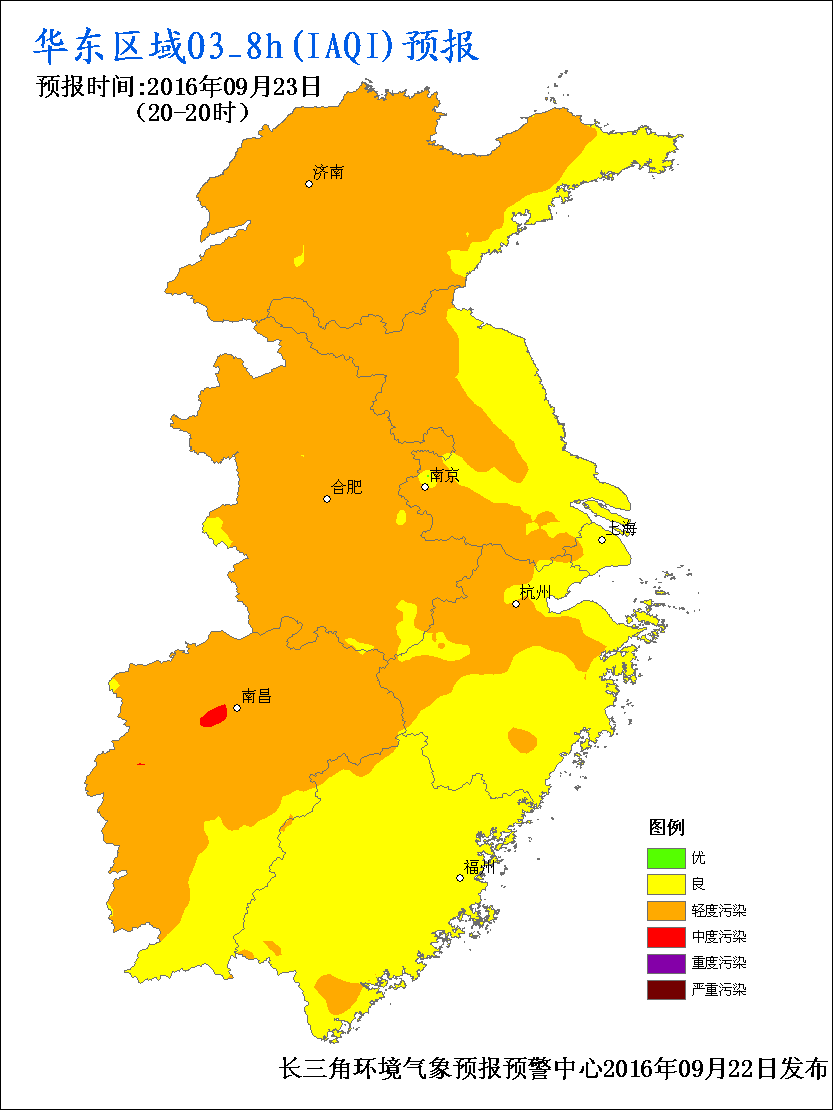 华东区域O3_8h(IAQI)预报
预报时间:2016年09月23日
(20-20时)
济南
南京
合肥
上海
杭州
南昌
福州
图例
优
良
轻度污染
中度污染
重度污染
严重污染
长三角环境气象预报预警中心2016年09月22日发布